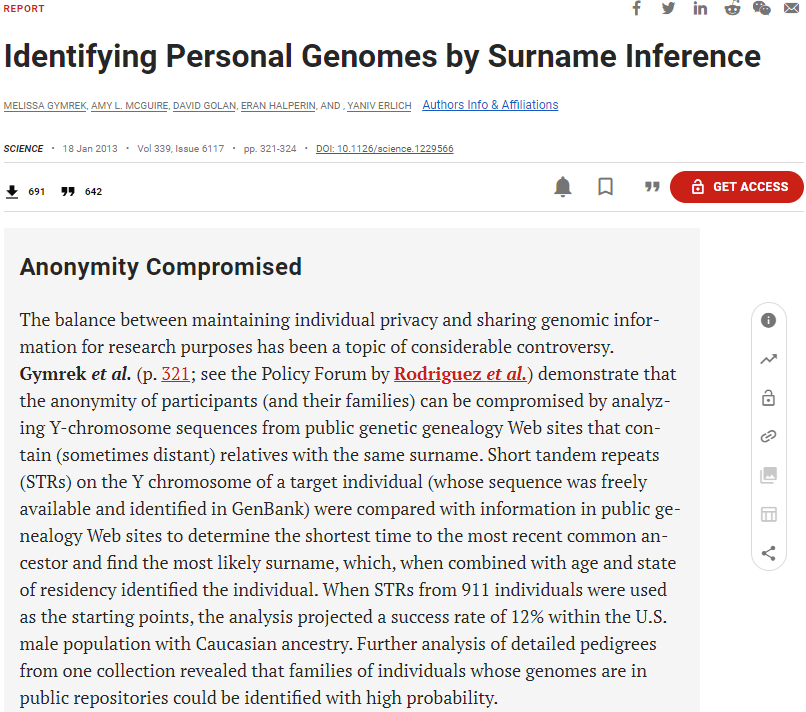 REPORT
Identifying Personal Genomes by Surname Inference
MELISSA GYMREK, AMY L. MCGUIRE, DAVID GOLAN, ERAN HALPERIN, AND , YANIV ERLICH Authors Info & Affiliations
SCIENCE • 18 Jan 2013 • Vol 339, Issue 6117 • pp. 321-324 • DOI: 10.1126/science.1229566
691 642 GET ACCESS
Anonymity Compromised
The balance between maintaining individual privacy and sharing genomic infor-
mation for research purposes has been a topic of considerable controversy.
Gymrek et al. (p. 321; see the Policy Forum by Rodriguez et al.) demonstrate that
the anonymity of participants (and their families) can be compromised by analyz-
ing Y-chromosome sequences from public genetic genealogy Web sites that con-
tain (sometimes distant) relatives with the same surname. Short tandem repeats
(STRs) on the Y chromosome of a target individual (whose sequence was freely
available and identified in GenBank) were compared with information in public ge-
nealogy Web sites to determine the shortest time to the most recent common an-
cestor and find the most likely surname, which, when combined with age and state
of residency identified the individual. When STRs from 911 individuals were used
as the starting points, the analysis projected a success rate of 12% within the U.S.
male population with Caucasian ancestry. Further analysis of detailed pedigrees
from one collection revealed that families of individuals whose genomes are in
public repositories could be identified with high probability.